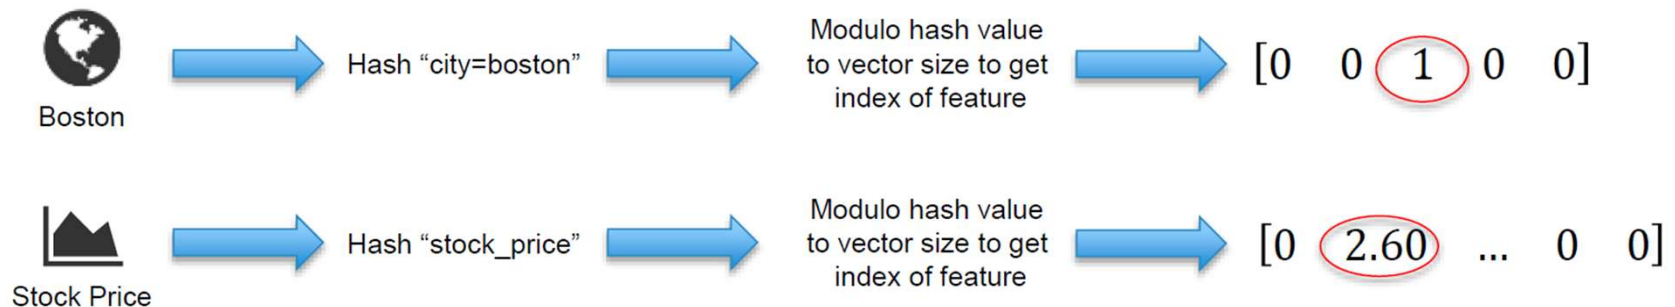 Boston
Hash “city=boston”
Modulo hash value
to vector size to get
index of feature
[0 0 1 0 0]
Stock Price
Hash “stock_price”
Modulo hash value
to vector size to get
index of feature
[0 2.60 ... 0 0]